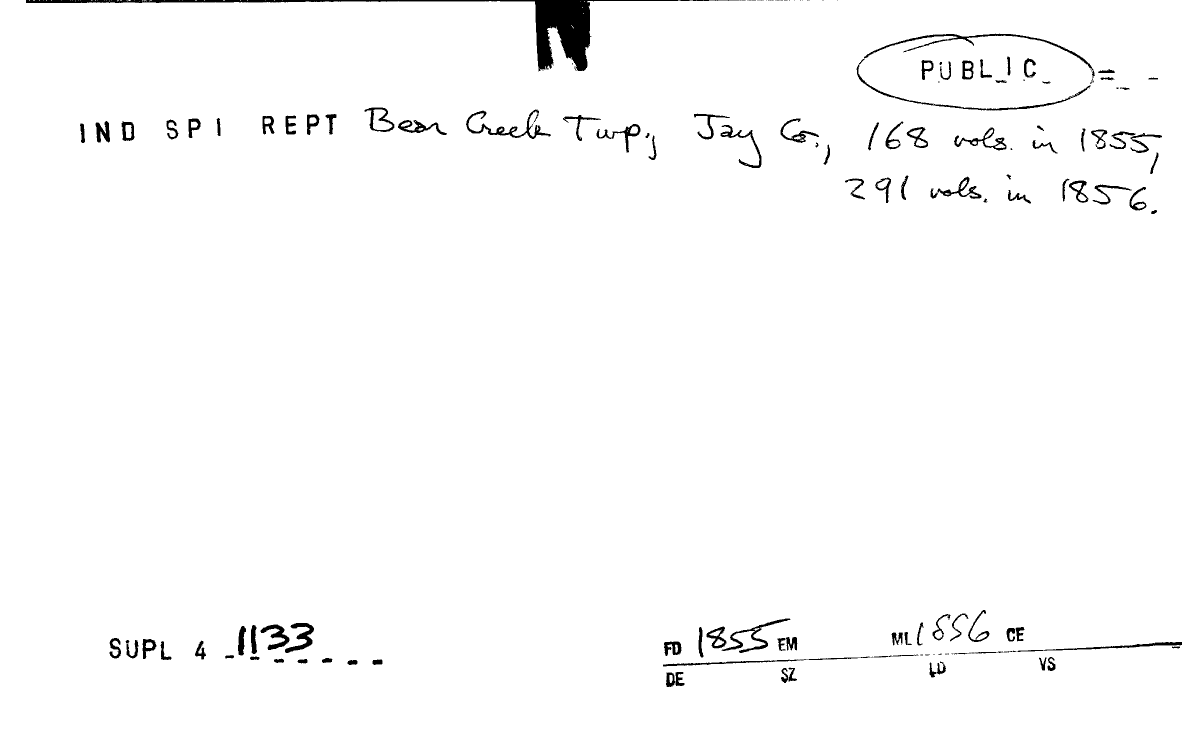 PUBLIC
IND SPI REPT Bear Creek Twp., Jay Co., 168 vols. in 1855,
291 vols. in 1856.
SUPL 4 1133
FD 1855 EM ML 1856 CE
DE SZ LD VS